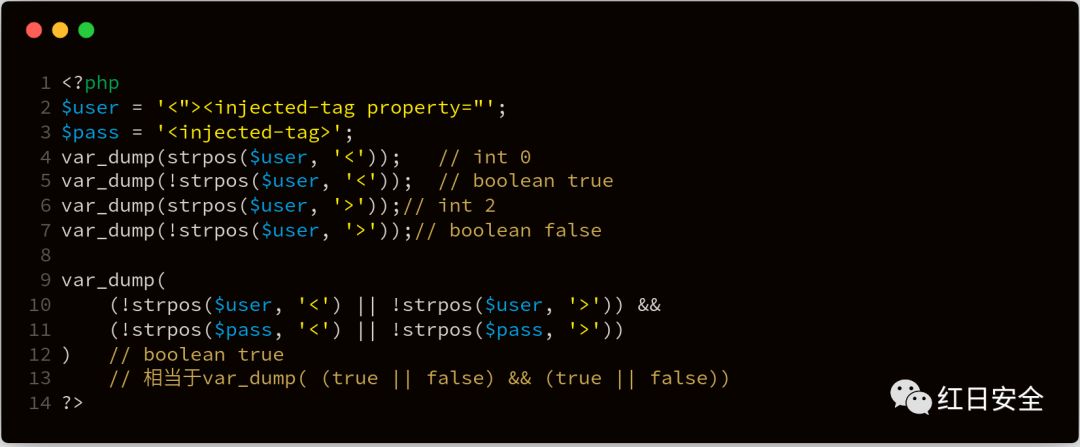 1 <?php
2 $user = '<"><injected-tag property="';
3 $pass = '<injected-tag>';
4 var_dump(strpos($user, '<'));   // int 0
5 var_dump(!strpos($user, '<'));  // boolean true
6 var_dump(strpos($user, '>'));// int 2
7 var_dump(!strpos($user, '>'));// boolean false
8
9 var_dump(
10     (!strpos($user, '<') || !strpos($user, '>')) &&
11     (!strpos($pass, '<') || !strpos($pass, '>'))
12 )   // boolean true
13     // 相当于var_dump( (true || false) && (true || false))
14 ?>
红日安全